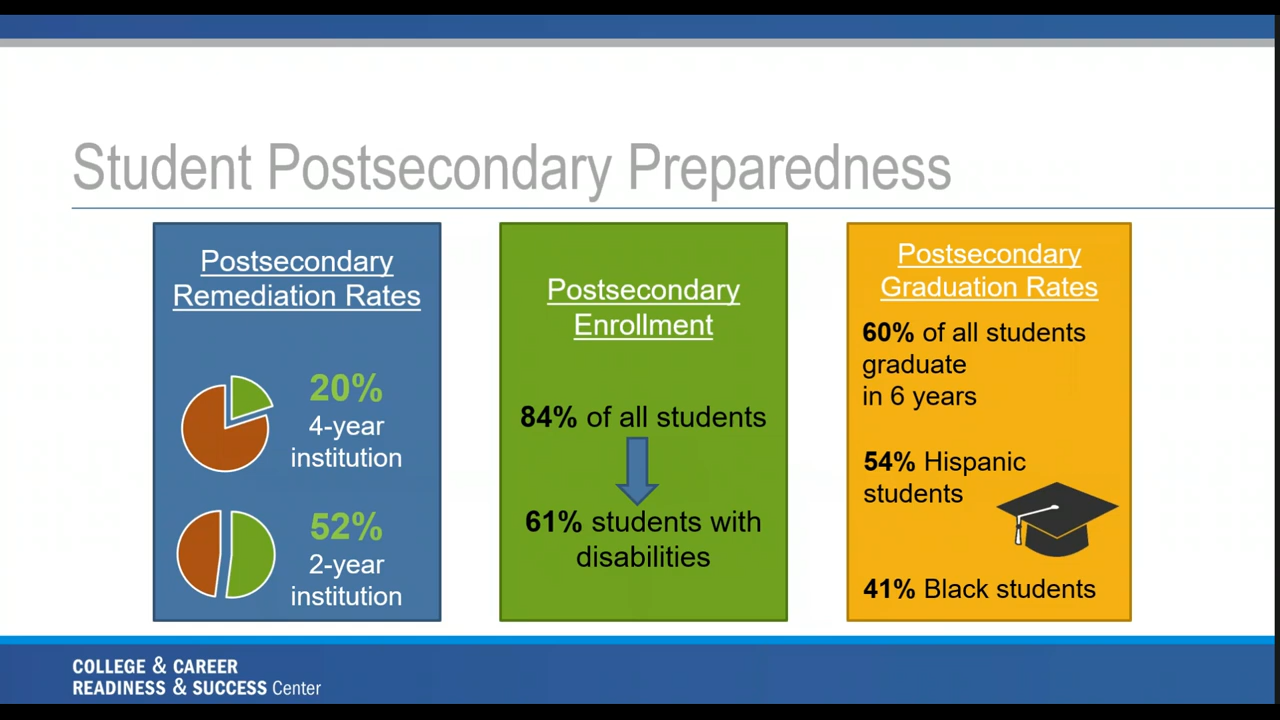 Student Postsecondary Preparedness
Postsecondary
Remediation Rates
20%
4-year
institution
52%
2-year
institution
Postsecondary
Enrollment
84% of all students
61% students with
disabilities
Postsecondary
Graduation Rates
60% of all students
graduate
in 6 years
54% Hispanic
students
41% Black students
COLLEGE & CAREER
READINESS & SUCCESS Center